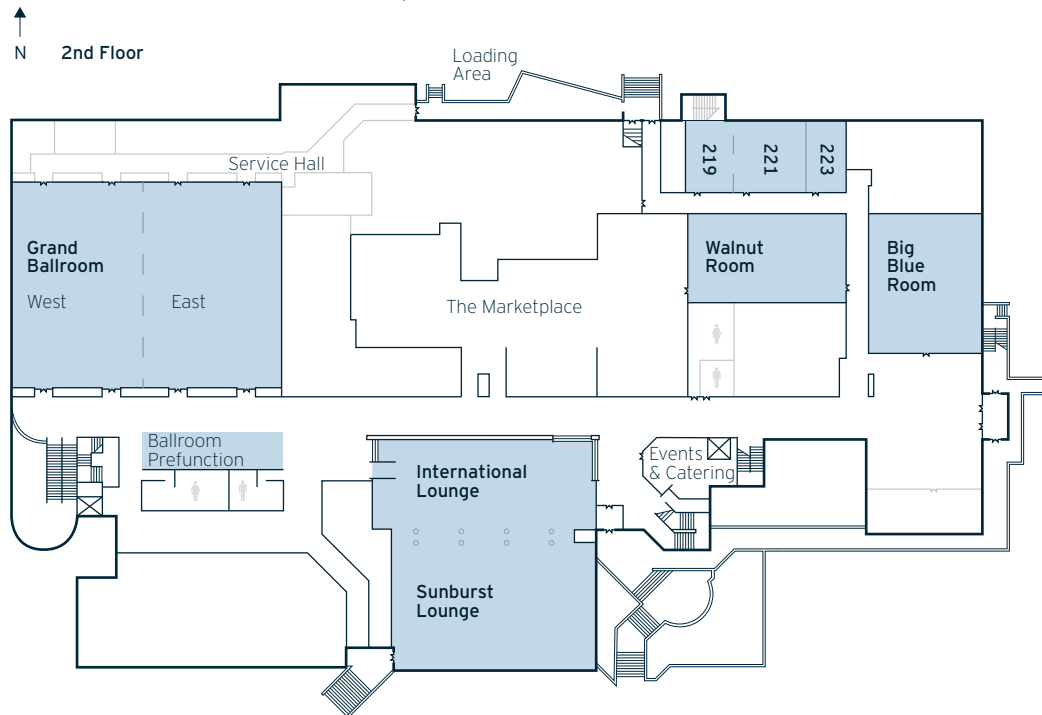 N
2nd Floor
Loading
Area
Service Hall
219
221
223
Grand
Ballroom
West
East
The Marketplace
Walnut
Room
Big
Blue
Room
Ballroom
Prefunction
International
Lounge
Events
& Catering
Sunburst
Lounge